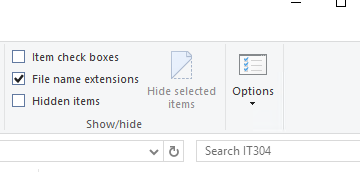 Item check boxes
File name extensions
Hidden items
Hide selected
items
Options
Show/hide
Search IT304